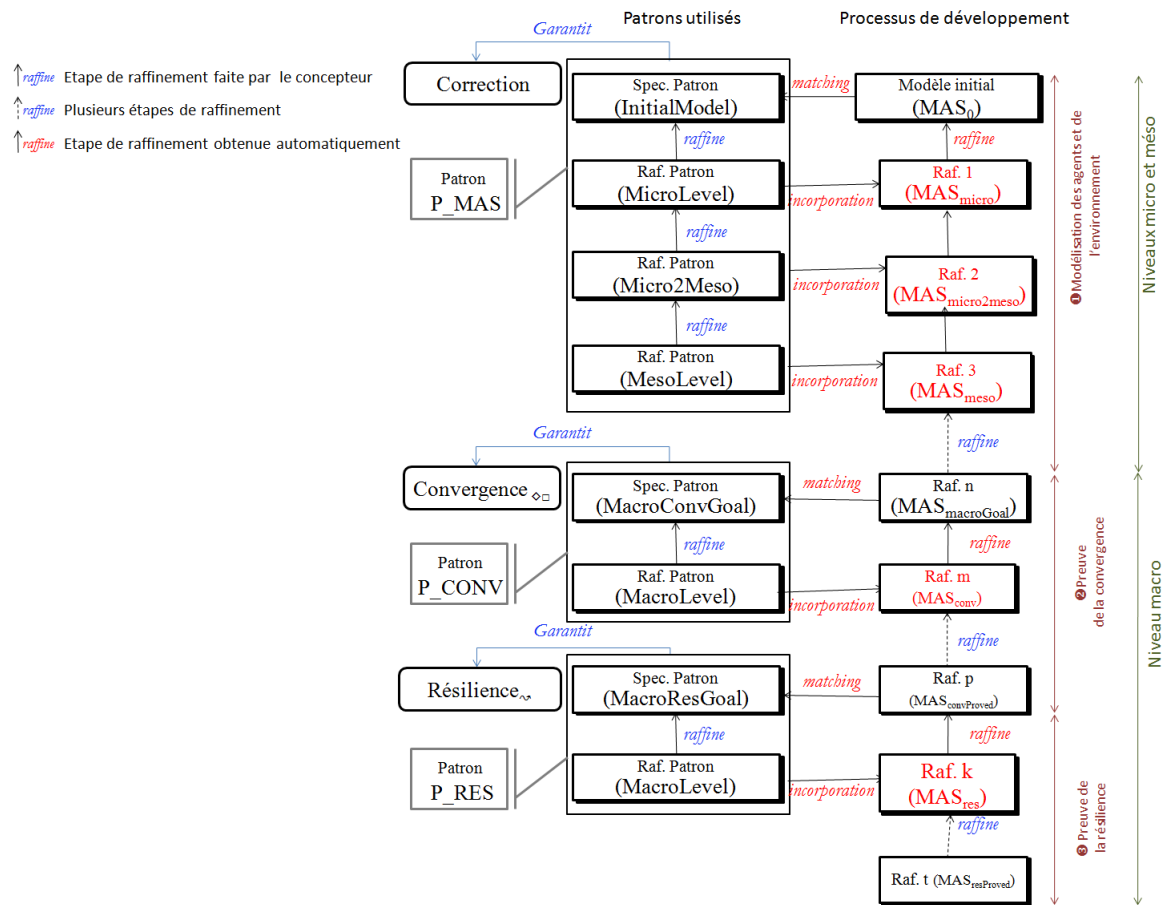 Patrons utilisés
Processus de développement
raffine Etape de raffinement faite par le concepteur
raffine Plusieurs étapes de raffinement
raffine Etape de raffinement obtenue automatiquement
Garantit
Correction
Spec. Patron
(InitialModel)
matching
Modèle initial
(MAS0)
raffine
raffine
Patron
P_MAS
Raf. Patron
(MicroLevel)
incorporation
Raf. 1
(MASmicro)
raffine
Raf. Patron
(Micro2Meso)
incorporation
Raf. 2
(MASmicro2meso)
raffine
Raf. Patron
(MesoLevel)
incorporation
Raf. 3
(MASmeso)
raffine
Garantit
Convergence ◇□
Spec. Patron
(MacroConvGoal)
matching
Raf. n
(MASmacroGoal)
raffine
raffine
Patron
P_CONV
Raf. Patron
(MacroLevel)
incorporation
Raf. m
(MASconv)
raffine
Garantit
Résilience↝
Spec. Patron
(MacroResGoal)
matching
Raf. p
(MASconvProved)
raffine
raffine
Patron
P_RES
Raf. Patron
(MacroLevel)
incorporation
Raf. k
(MASres)
raffine
Raf. t (MASresProved)
❶Modélisation des agents et de
l'environnement
❷Preuve
de la convergence
❸ Preuve de
la résilience
Niveaux micro et méso
Niveau macro